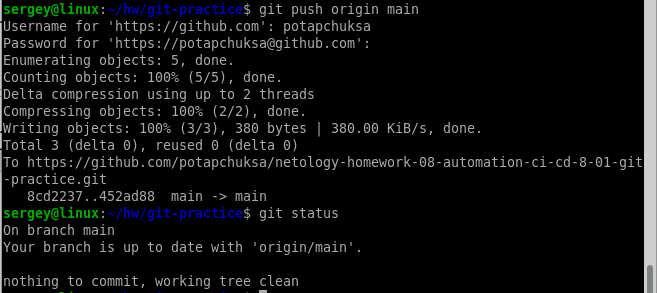 sergey@linux:~/hw/git-practice$ git push origin main
Username for 'https://github.com': potapchuksa
Password for 'https://potapchuksa@github.com':
Enumerating objects: 5, done.
Counting objects: 100% (5/5), done.
Delta compression using up to 2 threads
Compressing objects: 100% (2/2), done.
Writing objects: 100% (3/3), 380 bytes | 380.00 KiB/s, done.
Total 3 (delta 0), reused 0 (delta 0)
To https://github.com/potapchuksa/netology-homework-08-automation-ci-cd-8-01-git
-practice.git
   8cd2237..452ad88  main -> main
sergey@linux:~/hw/git-practice$ git status
On branch main
Your branch is up to date with 'origin/main'.
nothing to commit, working tree clean